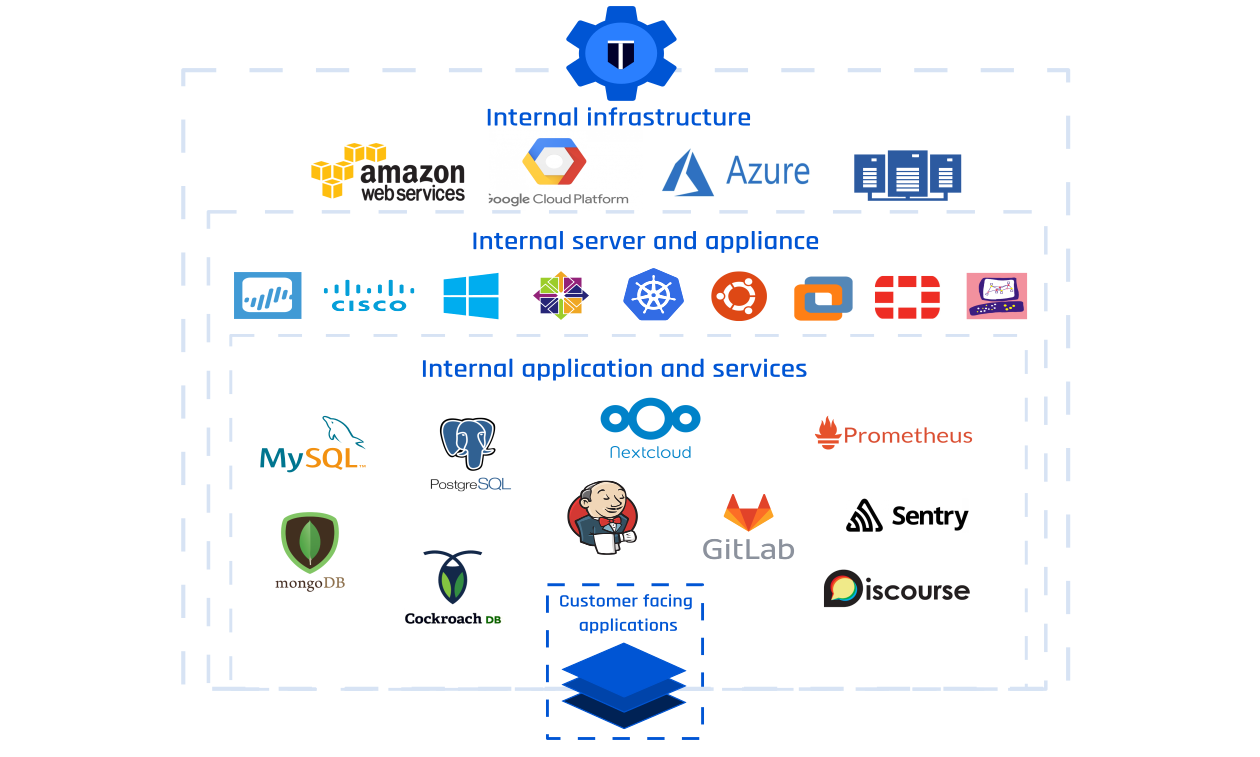 T
Internal infrastructure
amazon
web services
Google Cloud Platform
Azure
Internal server and appliance
CISCO
Internal application and services
MySQL
PostgreSQL
Nextcloud
Prometheus
mongoDB
Cockroach DB
GitLab
Sentry
Discourse
Customer facing
applications